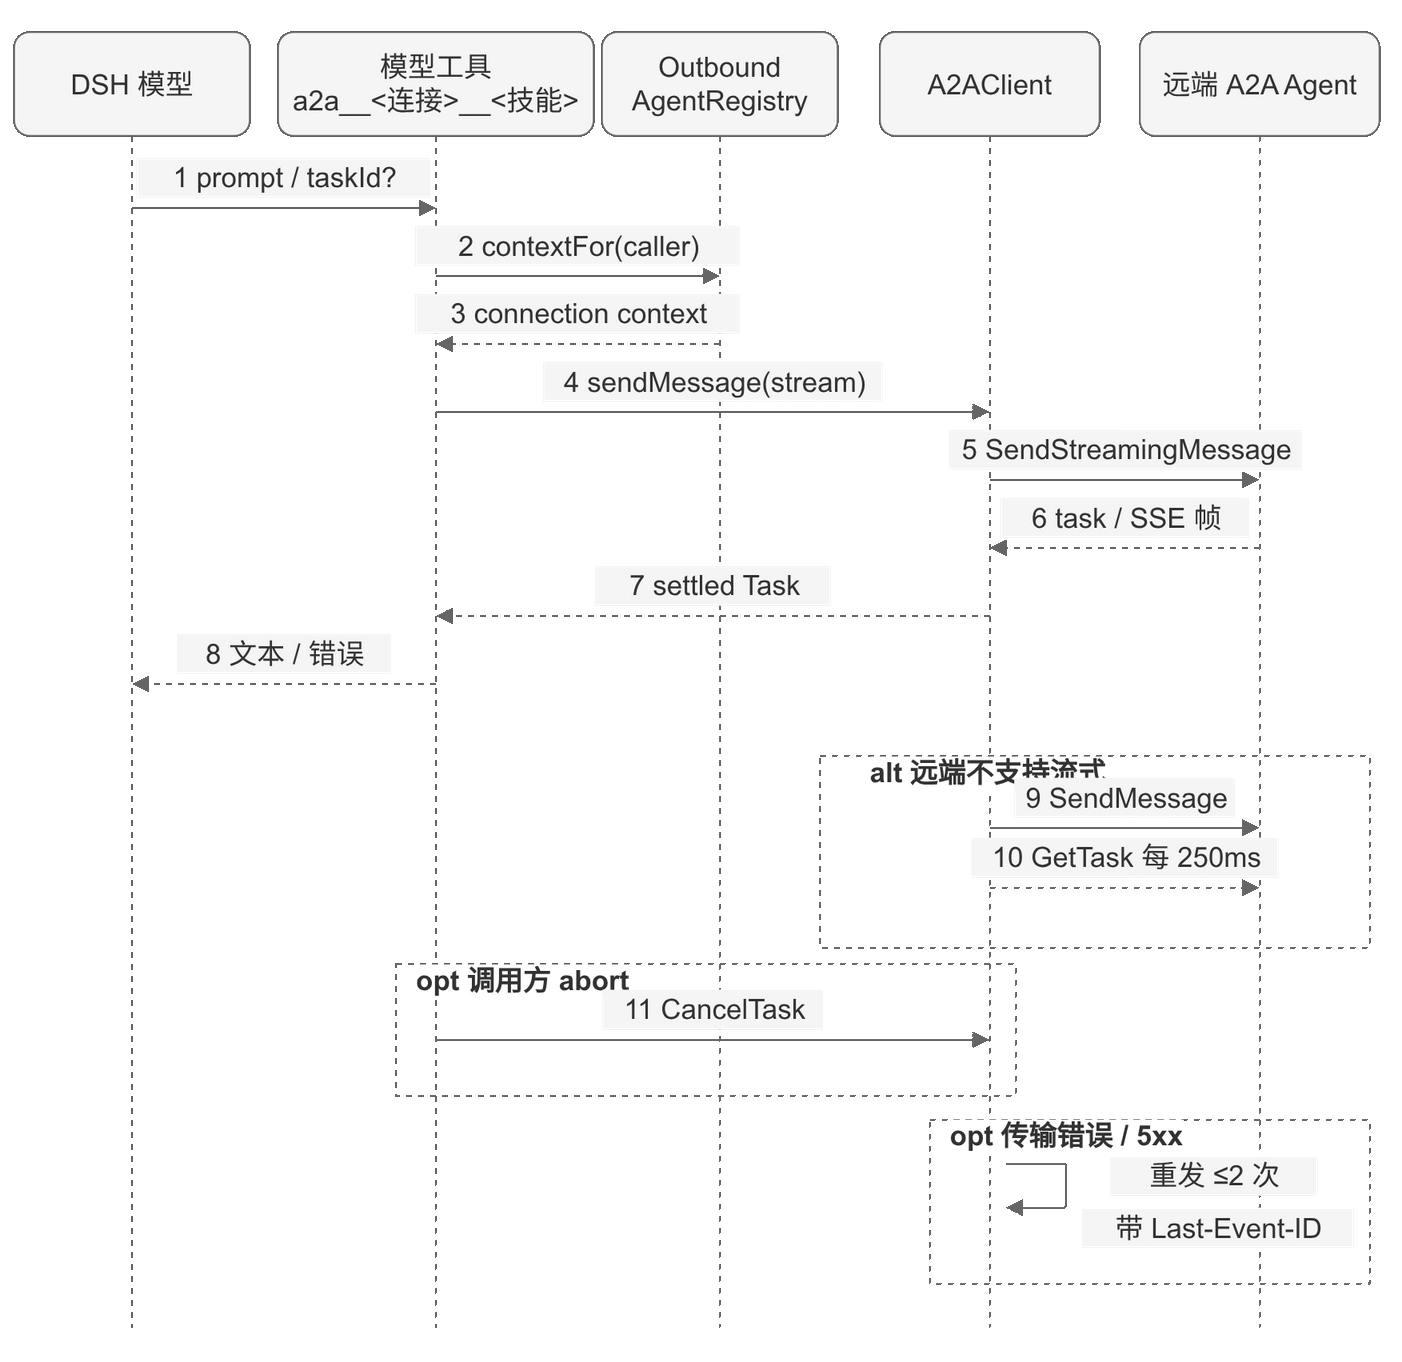 DSH 模型
模型工具
a2a__<连接>__<技能>
Outbound
AgentRegistry
A2AClient
远端 A2A Agent
1 prompt / taskId?
2 contextFor(caller)
3 connection context
4 sendMessage(stream)
5 SendStreamingMessage
6 task / SSE 帧
7 settled Task
8 文本 / 错误
alt 远端不支持流式
9 SendMessage
10 GetTask 每 250ms
opt 调用方 abort
11 CancelTask
opt 传输错误 / 5xx
重发 ≤2 次
带 Last-Event-ID